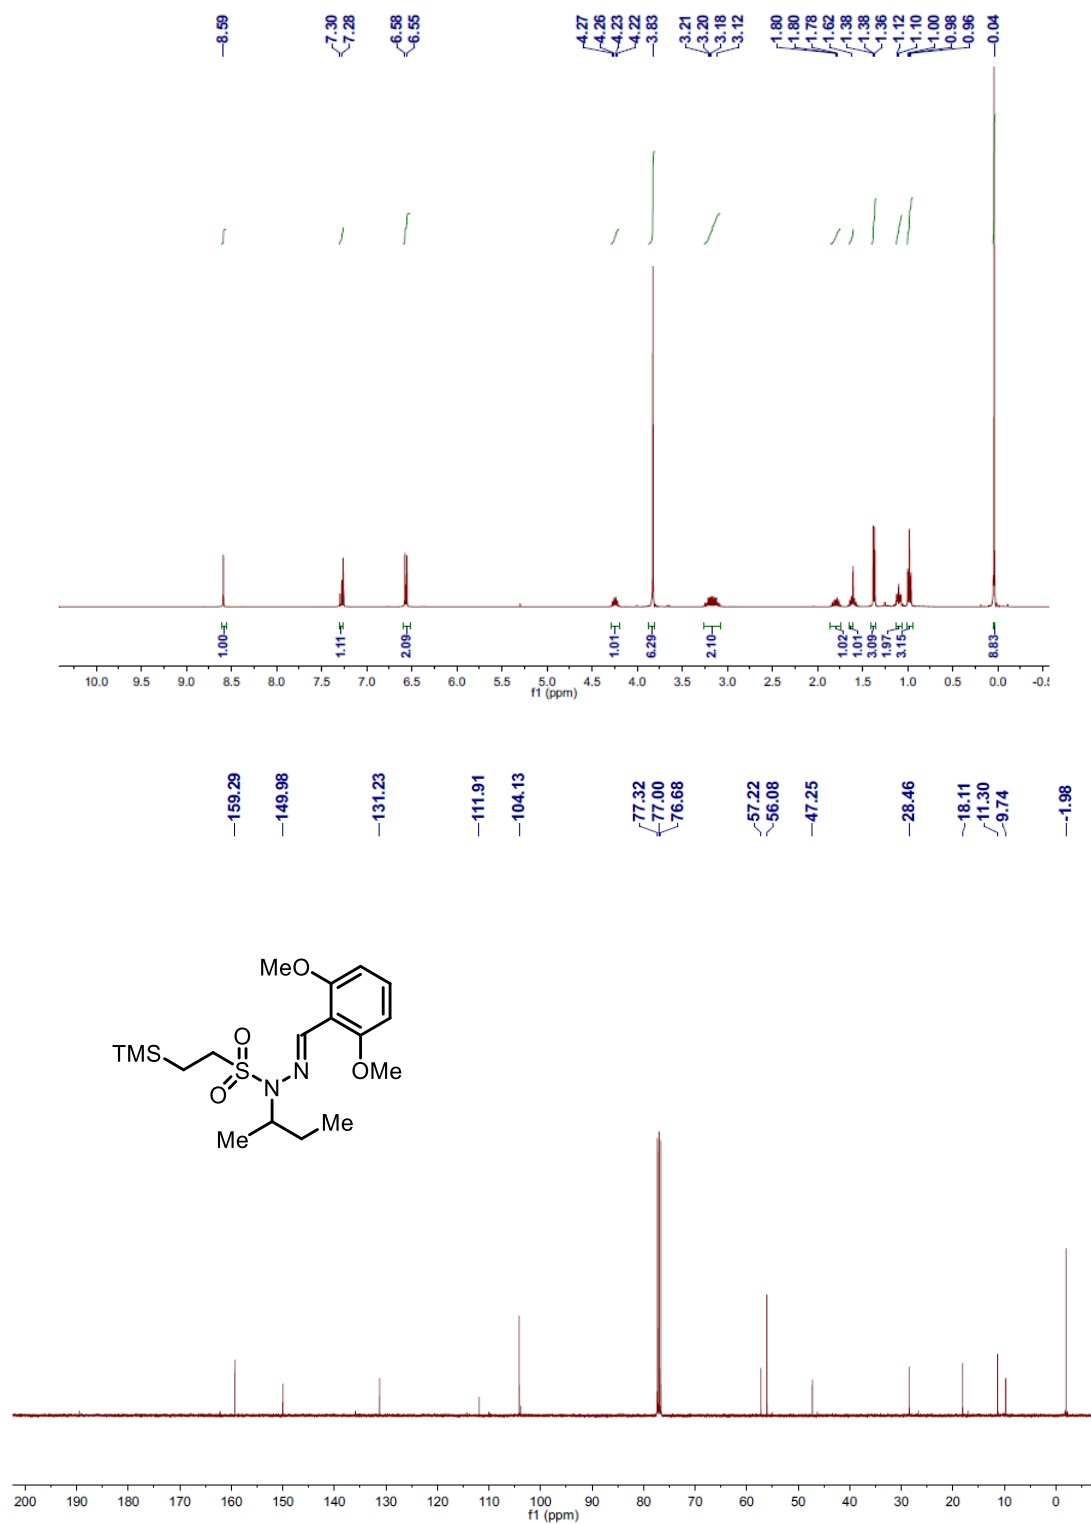 8.59 7.30 7.28 6.58 6.55 4.27 4.26 4.23 4.22 3.83 3.21 3.20 3.18 3.12 1.80 1.80 1.78 1.62 1.38 1.38 1.36 1.12 1.10 1.00 0.98 0.96 0.04
1.00 1.11 2.09 1.01 6.29 2.10 1.02 1.01 3.09 1.97 3.15 8.83
10.0 9.5 9.0 8.5 8.0 7.5 7.0 6.5 6.0 5.5 5.0 4.5 4.0 3.5 3.0 2.5 2.0 1.5 1.0 0.5 0.0
f1 (ppm)
159.29 149.98 131.23 111.91 104.13 77.32 77.00 76.68 57.22 56.08 47.25 28.46 18.11 11.30 9.74 -1.98
MeO
O
TMS
S
N
OMe
O
N
Me
Me
200 190 180 170 160 150 140 130 120 110 100 90 80 70 60 50 40 30 20 10 0
f1 (ppm)